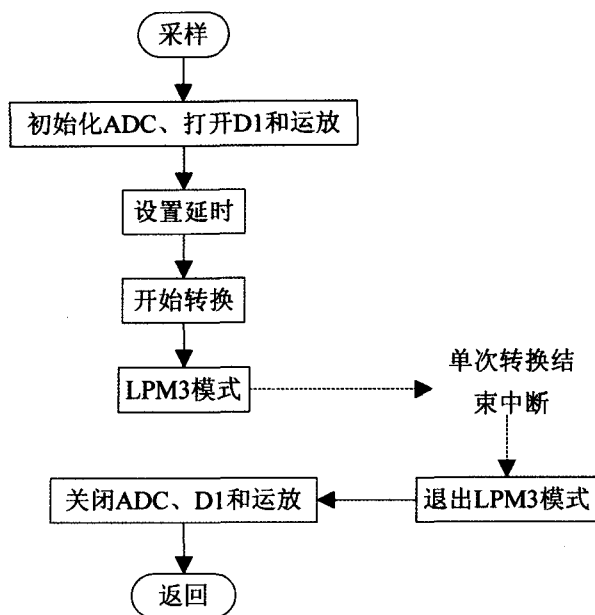 采样
初始化ADC、打开D1和运放
设置延时
开始转换
LPM3模式
单次转换结
束中断
退出LPM3模式
关闭ADC、D1和运放
返回